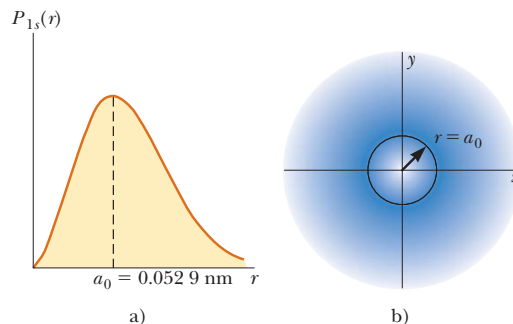 P1s(r)
y
r = a0
a0 = 0.052 9 nm r
a)
b)